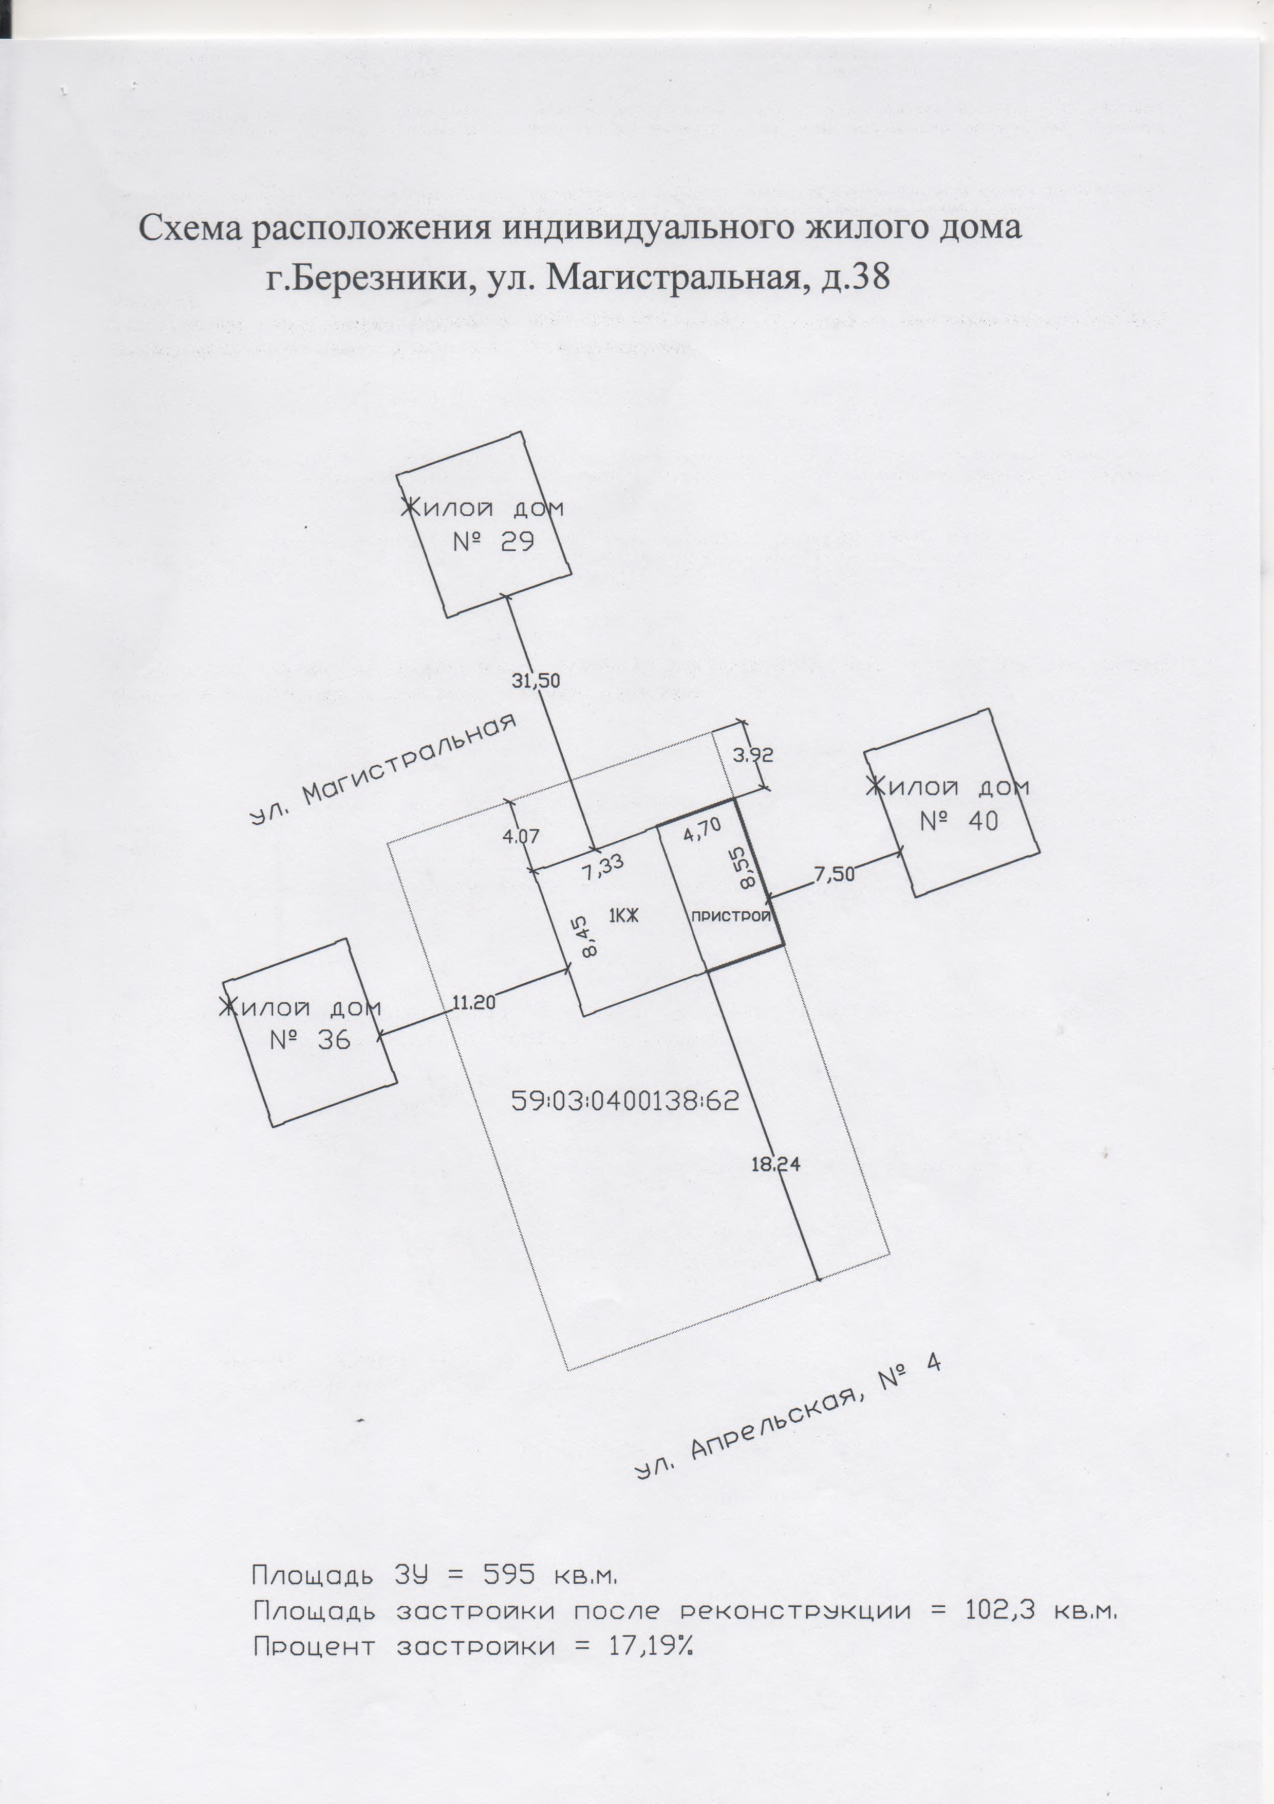 Схема расположения индивидуального жилого дома
г.Березники, ул. Магистральная, д.38
Жилой дом
№ 29
31,50
ул. Магистральная
3.92
4.07
7,33
4,70
8,55
8,45
1КЖ
ПРИСТРОЙ
7,50
Жилой дом
№ 40
11.20
Жилой дом
№ 36
59:03:0400138:62
18.24
ул. Апрельская, № 4
Площадь ЗУ = 595 кв.м.
Площадь застройки после реконструкции = 102,3 кв.м.
Процент застройки = 17,19%